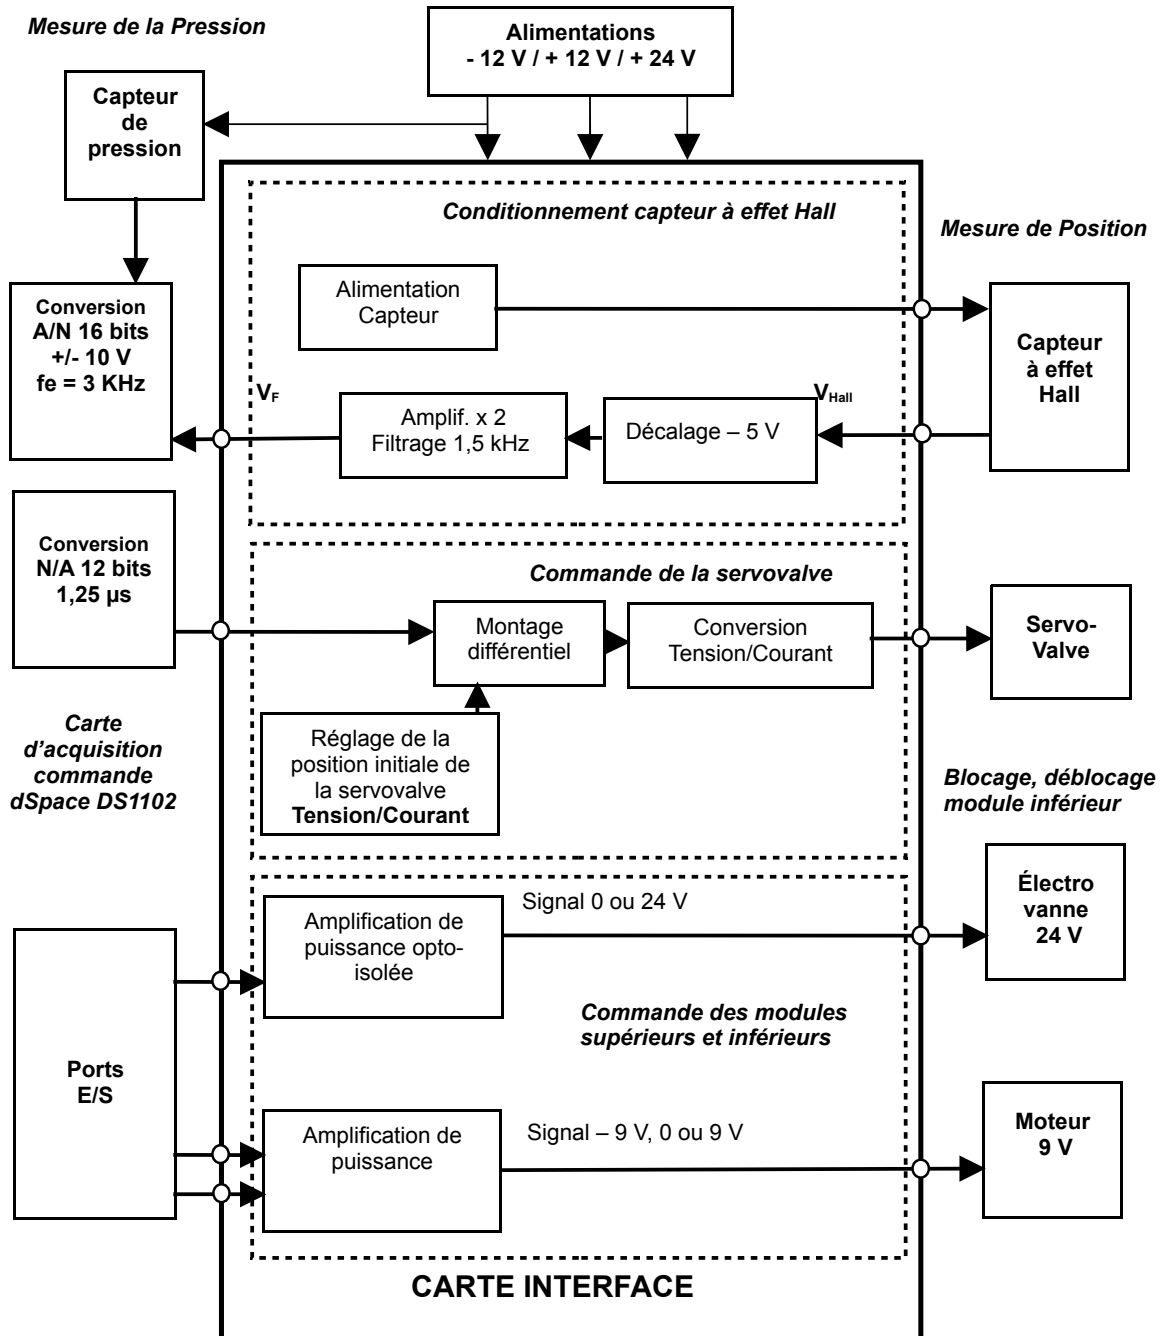 Mesure de la Pression
Alimentations
- 12 V / + 12 V / + 24 V
Capteur
de
pression
Conditionnement capteur à effet Hall
Mesure de Position
Alimentation
Capteur
Conversion
A/N 16 bits
+/- 10 V
fe = 3 KHz
Capteur
à effet
Hall
VF
VHall
Amplif. x 2
Filtrage 1,5 kHz
Décalage – 5 V
Conversion
N/A 12 bits
1,25 µs
Commande de la servovalve
Montage
différentiel
Conversion
Tension/Courant
Servo-
Valve
Carte
d'acquisition
commande
dSpace DS1102
Réglage de la
position initiale de
la servovalve
Tension/Courant
Blocage, déblocage
module inférieur
Signal 0 ou 24 V
Amplification de
puissance opto-
isolée
Électro
vanne
24 V
Commande des modules
supérieurs et inférieurs
Ports
E/S
Amplification de
puissance
Signal – 9 V, 0 ou 9 V
Moteur
9 V
CARTE INTERFACE